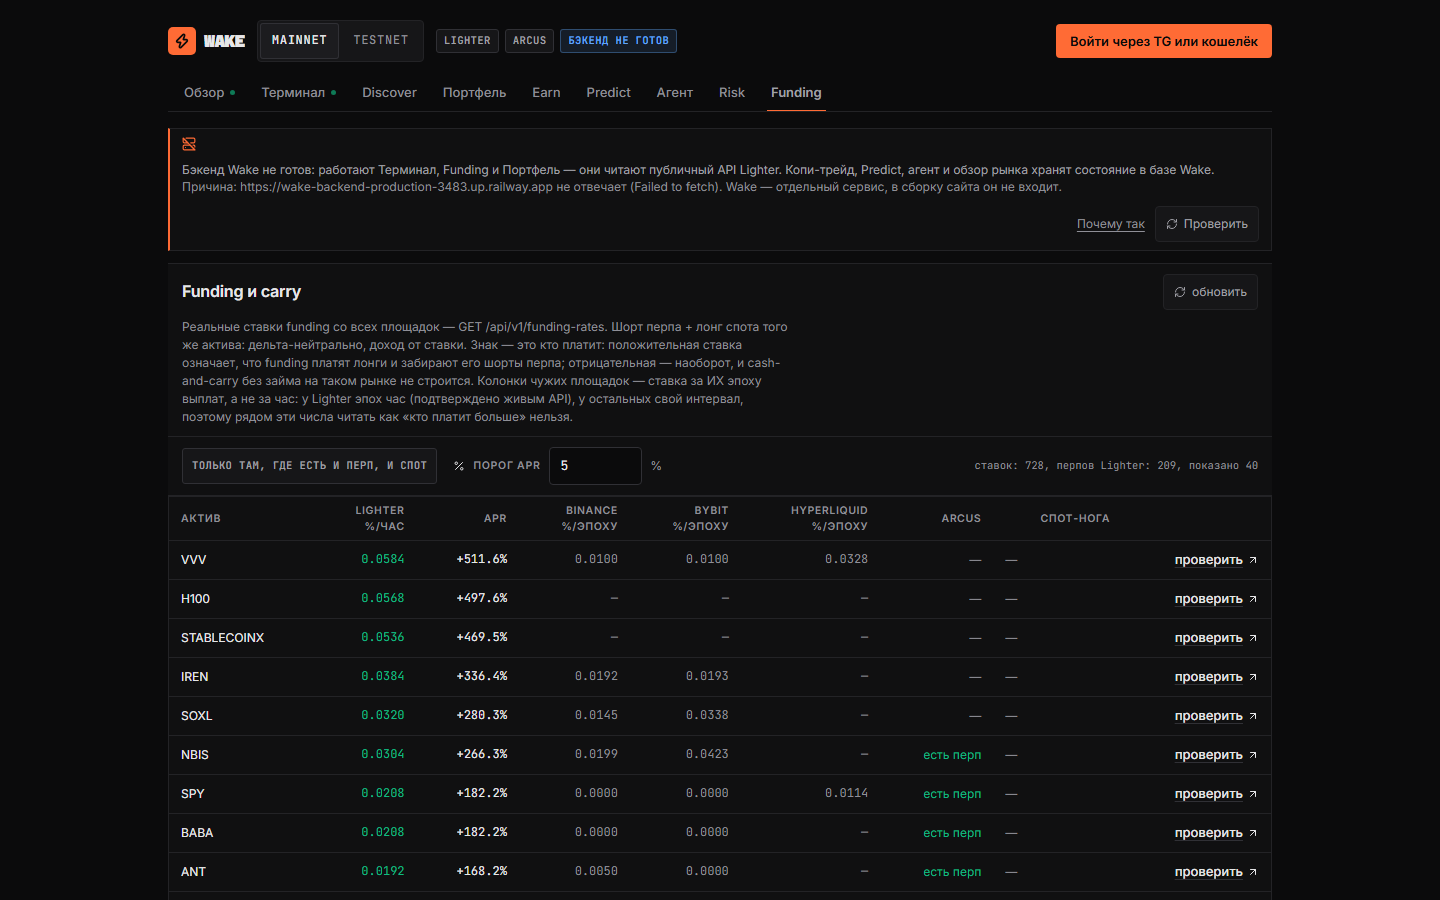 WAKE MAINNET TESTNET LIGHTER ARCUS БЭКЕНД НЕ ГОТОВ Войти через TG или кошелёк
Обзор Терминал Discover Портфель Earn Predict Агент Risk Funding
Бэкенд Wake не готов: работают Терминал, Funding и Портфель — они читают публичный API Lighter. Копи-трейд, Predict, агент и обзор рынка хранят состояние в базе Wake.
Причина: https://wake-backend-production-3483.up.railway.app не отвечает (Failed to fetch). Wake — отдельный сервис, в сборку сайта он не входит.
Почему так Проверить
Funding и carry обновить
Реальные ставки funding со всех площадок — GET /api/v1/funding-rates. Шорт перпа + лонг спота того
же актива: дельта-нейтрально, доход от ставки. Знак — это кто платит: положительная ставка
означает, что funding платят лонги и забирают его шорты перпа; отрицательная — наоборот, и cash-
and-carry без займа на таком рынке не строится. Колонки чужих площадок — ставка за ИХ эпоху
выплат, а не за час: у Lighter эпох час (подтверждено живым API), у остальных свой интервал,
поэтому рядом эти числа читать как «кто платит больше» нельзя.
ТОЛЬКО ТАМ, ГДЕ ЕСТЬ И ПЕРП, И СПОТ % ПОРОГ APR 5 % ставок: 728, перпов Lighter: 209, показано 40
АКТИВ LIGHTER %/ЧАС APR BINANCE %/ЭПОХУ BYBIT %/ЭПОХУ HYPERLIQUID %/ЭПОХУ ARCUS СПОТ-НОГА
VVV 0.0584 +511.6% 0.0100 0.0100 0.0328 — — проверить
H100 0.0568 +497.6% — — — — — проверить
STABLECOINX 0.0536 +469.5% — — — — — проверить
IREN 0.0384 +336.4% 0.0192 0.0193 — — — проверить
SOXL 0.0320 +280.3% 0.0145 0.0338 — — — проверить
NBIS 0.0304 +266.3% 0.0199 0.0423 — есть перп — проверить
SPY 0.0208 +182.2% 0.0000 0.0000 0.0114 есть перп — проверить
BABA 0.0208 +182.2% 0.0000 0.0000 — есть перп — проверить
ANT 0.0192 +168.2% 0.0050 0.0000 — есть перп — проверить